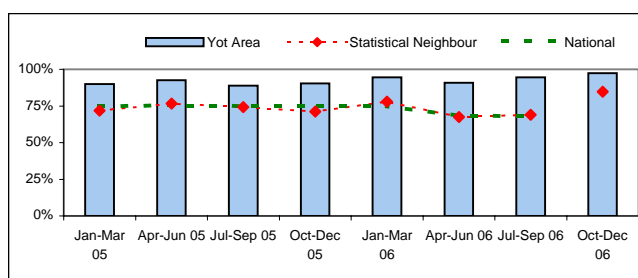 Yot Area Statistical Neighbour National
100%
75%
50%
25%
0%
Jan-Mar 05 Apr-Jun 05 Jul-Sep 05 Oct-Dec 05 Jan-Mar 06 Apr-Jun 06 Jul-Sep 06 Oct-Dec 06